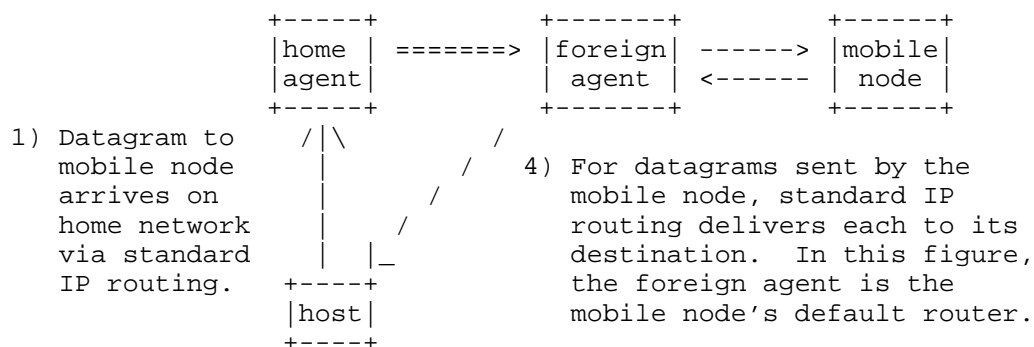 home agent
foreign agent
mobile node
1) Datagram to
mobile node
arrives on
home network
via standard
IP routing.
4) For datagrams sent by the
mobile node, standard IP
routing delivers each to its
destination.  In this figure,
the foreign agent is the
mobile node's default router.
host